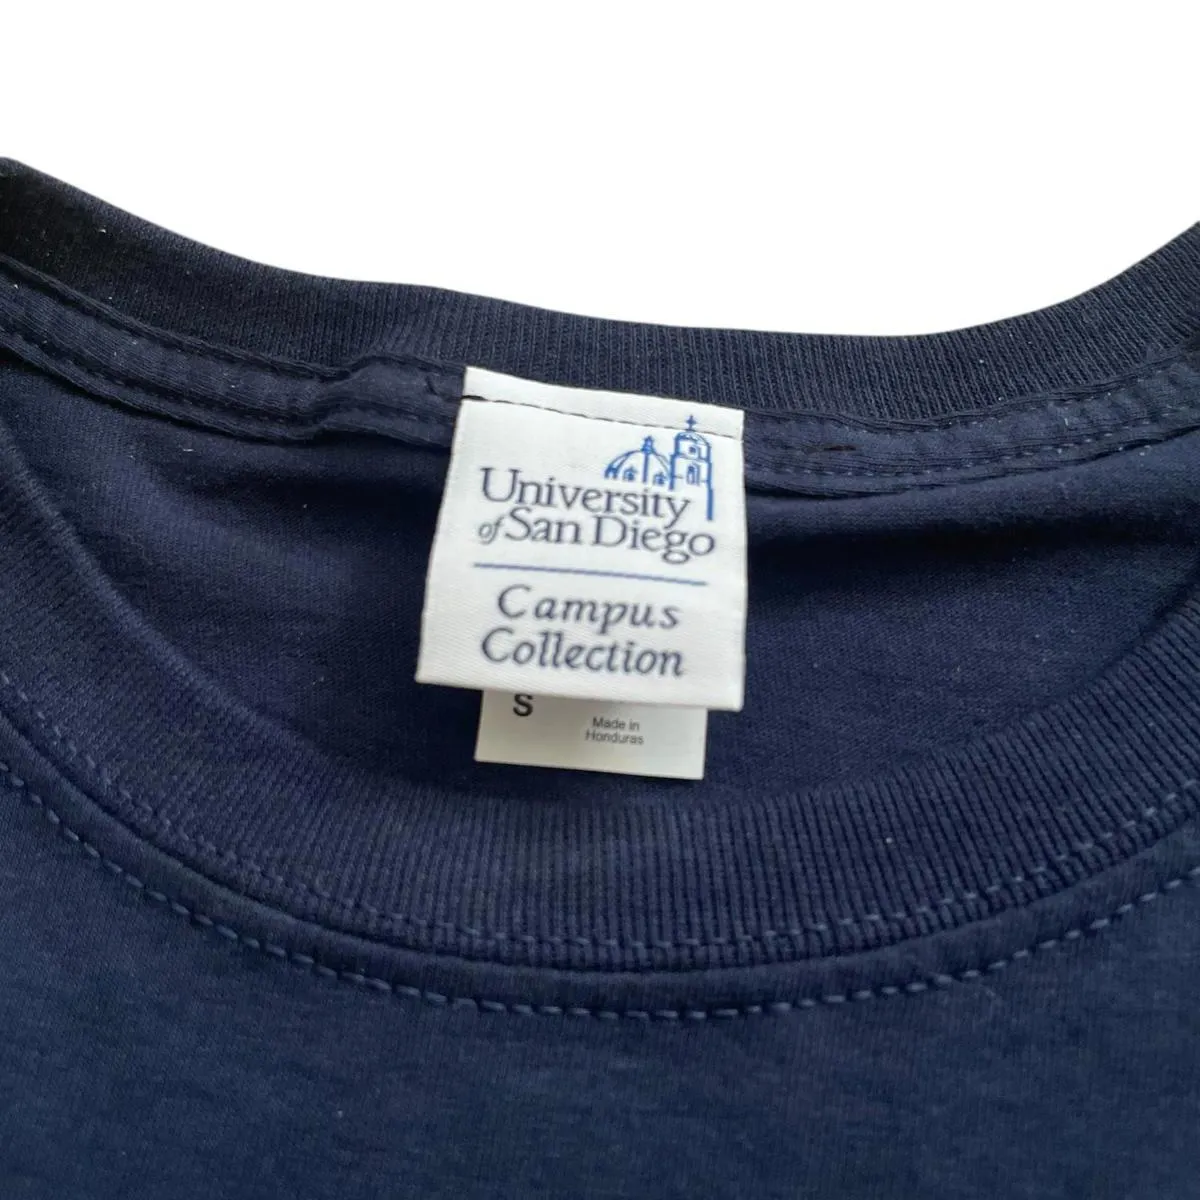 University
of San Diego
Campus
Collection
S
Made in
Honduras